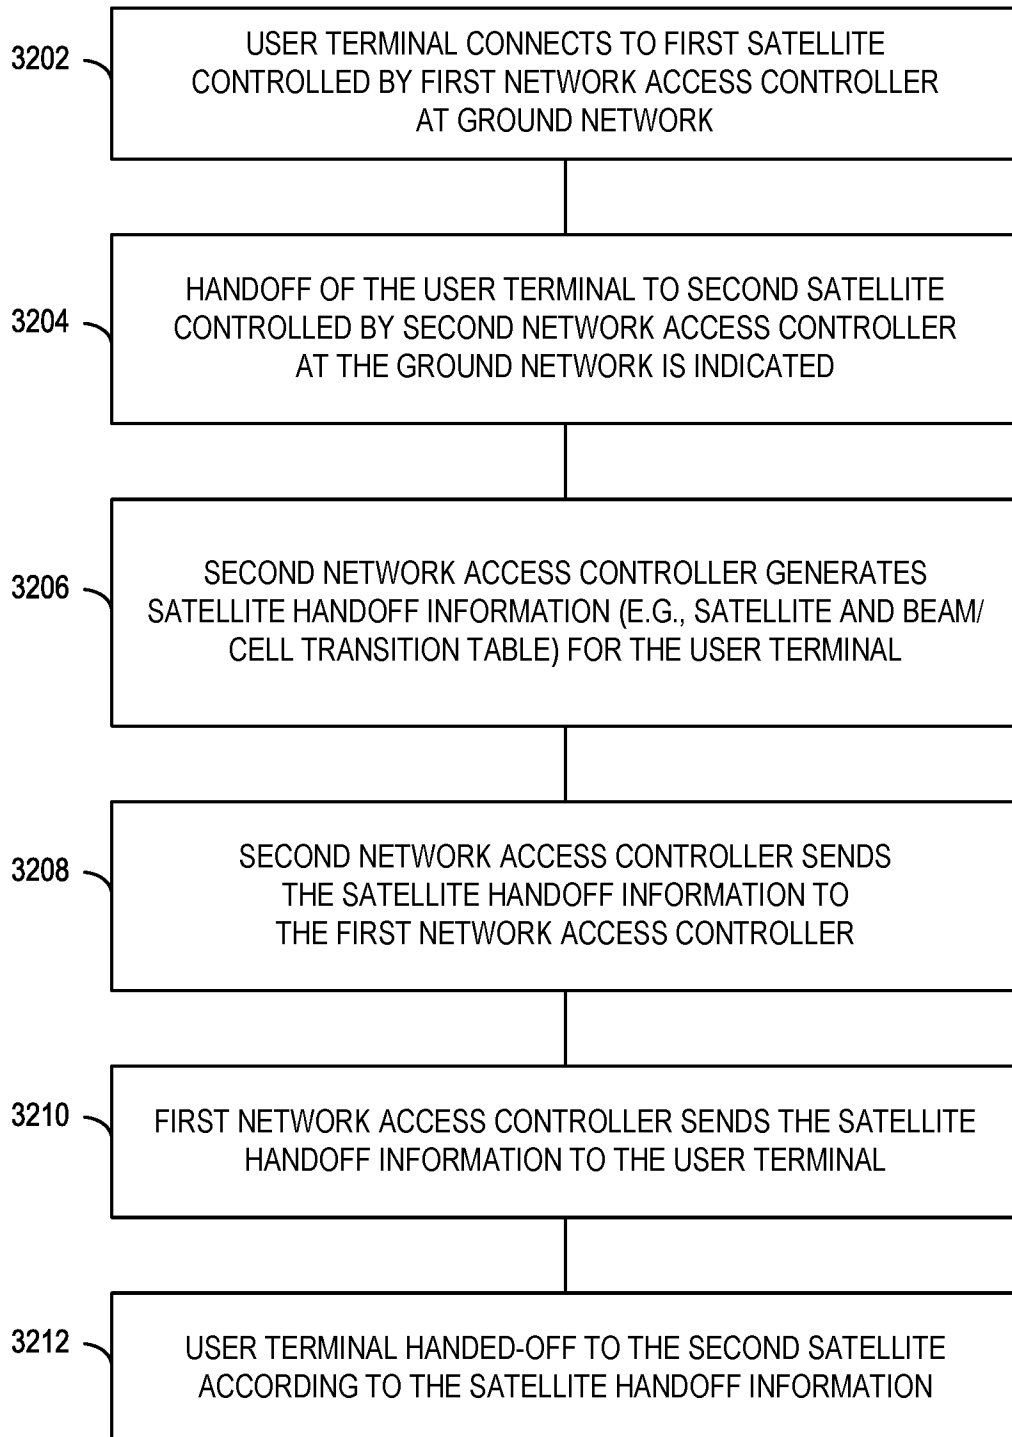 3202
USER TERMINAL CONNECTS TO FIRST SATELLITE
CONTROLLED BY FIRST NETWORK ACCESS CONTROLLER
AT GROUND NETWORK
3204
HANDOFF OF THE USER TERMINAL TO SECOND SATELLITE
CONTROLLED BY SECOND NETWORK ACCESS CONTROLLER
AT THE GROUND NETWORK IS INDICATED
3206
SECOND NETWORK ACCESS CONTROLLER GENERATES
SATELLITE HANDOFF INFORMATION (E.G., SATELLITE AND BEAM/
CELL TRANSITION TABLE) FOR THE USER TERMINAL
3208
SECOND NETWORK ACCESS CONTROLLER SENDS
THE SATELLITE HANDOFF INFORMATION TO
THE FIRST NETWORK ACCESS CONTROLLER
3210
FIRST NETWORK ACCESS CONTROLLER SENDS THE SATELLITE
HANDOFF INFORMATION TO THE USER TERMINAL
3212
USER TERMINAL HANDED-OFF TO THE SECOND SATELLITE
ACCORDING TO THE SATELLITE HANDOFF INFORMATION